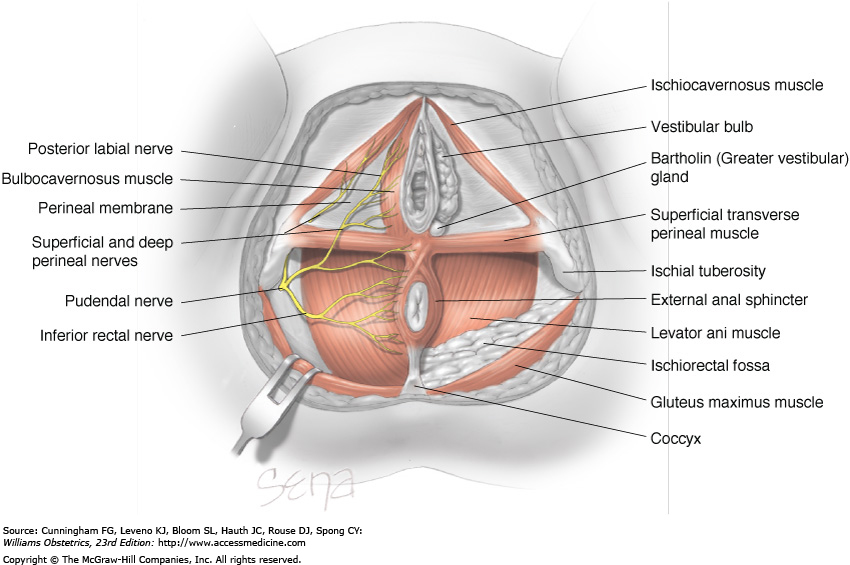 Posterior labial nerve
Bulbocavernosus muscle
Perineal membrane
Superficial and deep
perineal nerves
Pudendal nerve
Inferior rectal nerve
Ischiocavernosus muscle
Vestibular bulb
Bartholin (Greater vestibular)
gland
Superficial transverse
perineal muscle
Ischial tuberosity
External anal sphincter
Levator ani muscle
Ischiorectal fossa
Gluteus maximus muscle
Coccyx
Sena
Source: Cunningham FG, Leveno KJ, Bloom SL, Hauth JC, Rouse DJ, Spong CY:
Williams Obstetrics, 23rd Edition: http://www.accessmedicine.com
Copyright © The McGraw-Hill Companies, Inc. All rights reserved.